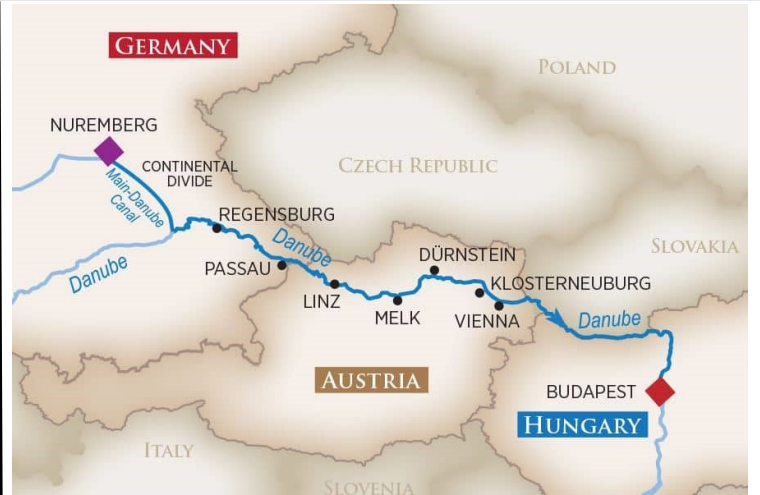 GERMANY
POLAND
NUREMBERG
CONTINENTAL
DIVIDE
CZECH REPUBLIC
Main-Danube
Canal
REGENSBURG
Danube
SLOVAKIA
PASSAU
DÜRNSTEIN
Danube
KLOSTERNEUBURG
LINZ
MELK
VIENNA
Danube
AUSTRIA
BUDAPEST
HUNGARY
ITALY
SLOVENIA